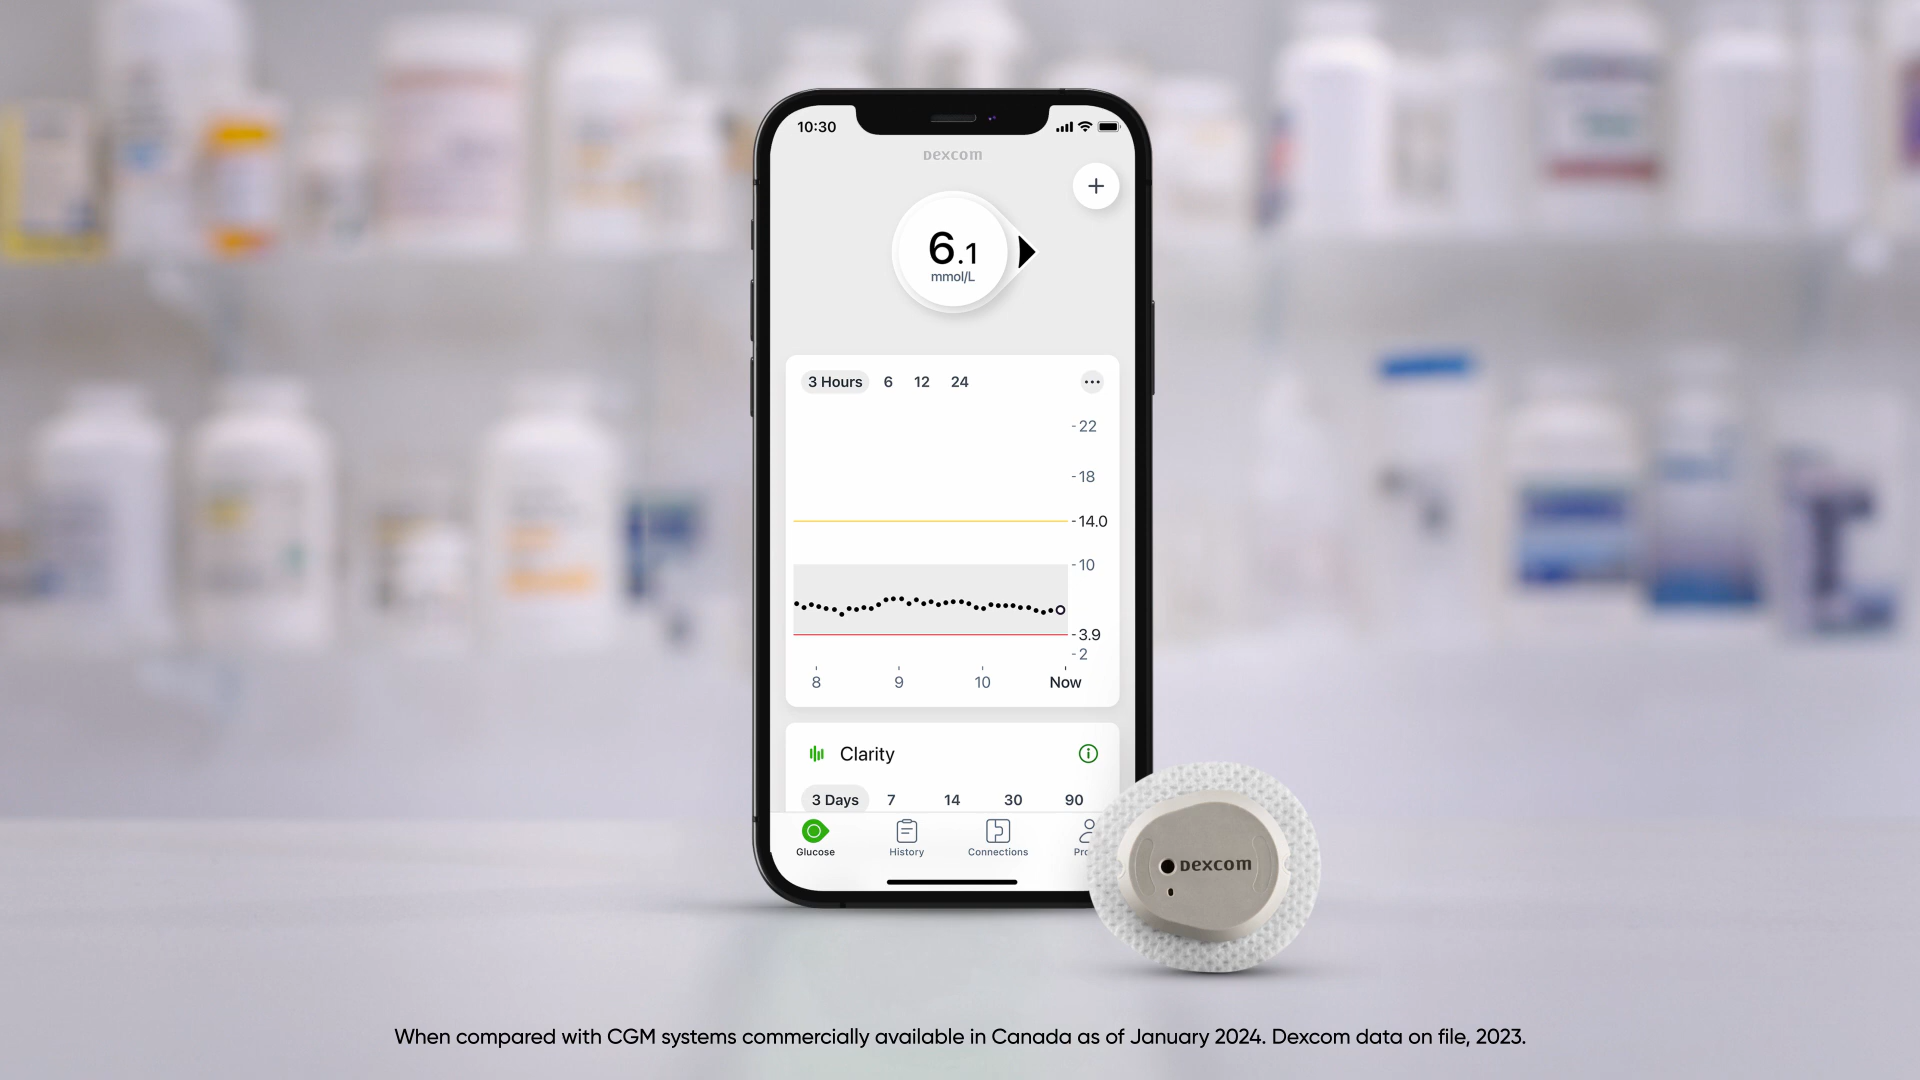 10:30
Dexcom
+
6.1
mmol/L
3 Hours 6 12 24
22
18
14.0
10
3.9
2
8 9 10 Now
Clarity
3 Days 7 14 30 90
Glucose History Connections
Dexcom
When compared with CGM systems commercially available in Canada as of January 2024. Dexcom data on file, 2023.